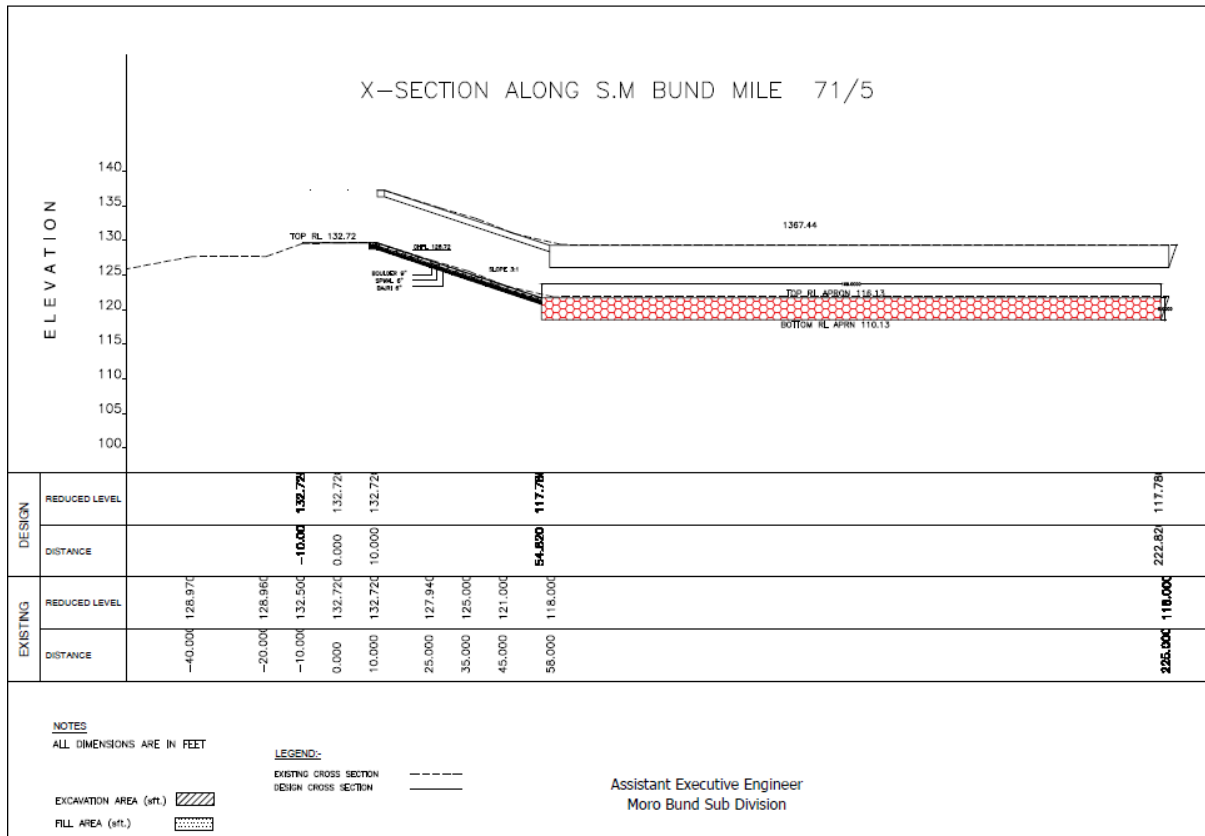 X-SECTION ALONG S.M BUND MILE 71/5
ELEVATION
140
135
130
125
120
115
110
105
100
1367.44
TOP RL 132.72
SLOPE 3:1
BOULDER 9"
SPWAL 6"
BAJRI 6"
TOP RL APRON 116.13
BOTTOM RL APRN 110.13
DESIGN
REDUCED LEVEL
132.72 132.72 132.72 117.78 117.78
DISTANCE
-10.00 0.000 10.000 54.820 222.82
EXISTING
REDUCED LEVEL
128.970 128.960 132.500 132.720 132.720 127.940 125.000 121.000 118.000 118.000
DISTANCE
-40.000 -20.000 -10.000 0.000 10.000 25.000 35.000 45.000 58.000 225.000
NOTES
ALL DIMENSIONS ARE IN FEET
EXCAVATION AREA (sft.)
FILL AREA (sft.)
LEGEND:-
EXISTING CROSS SECTION
DESIGN CROSS SECTION
Assistant Executive Engineer
Moro Bund Sub Division